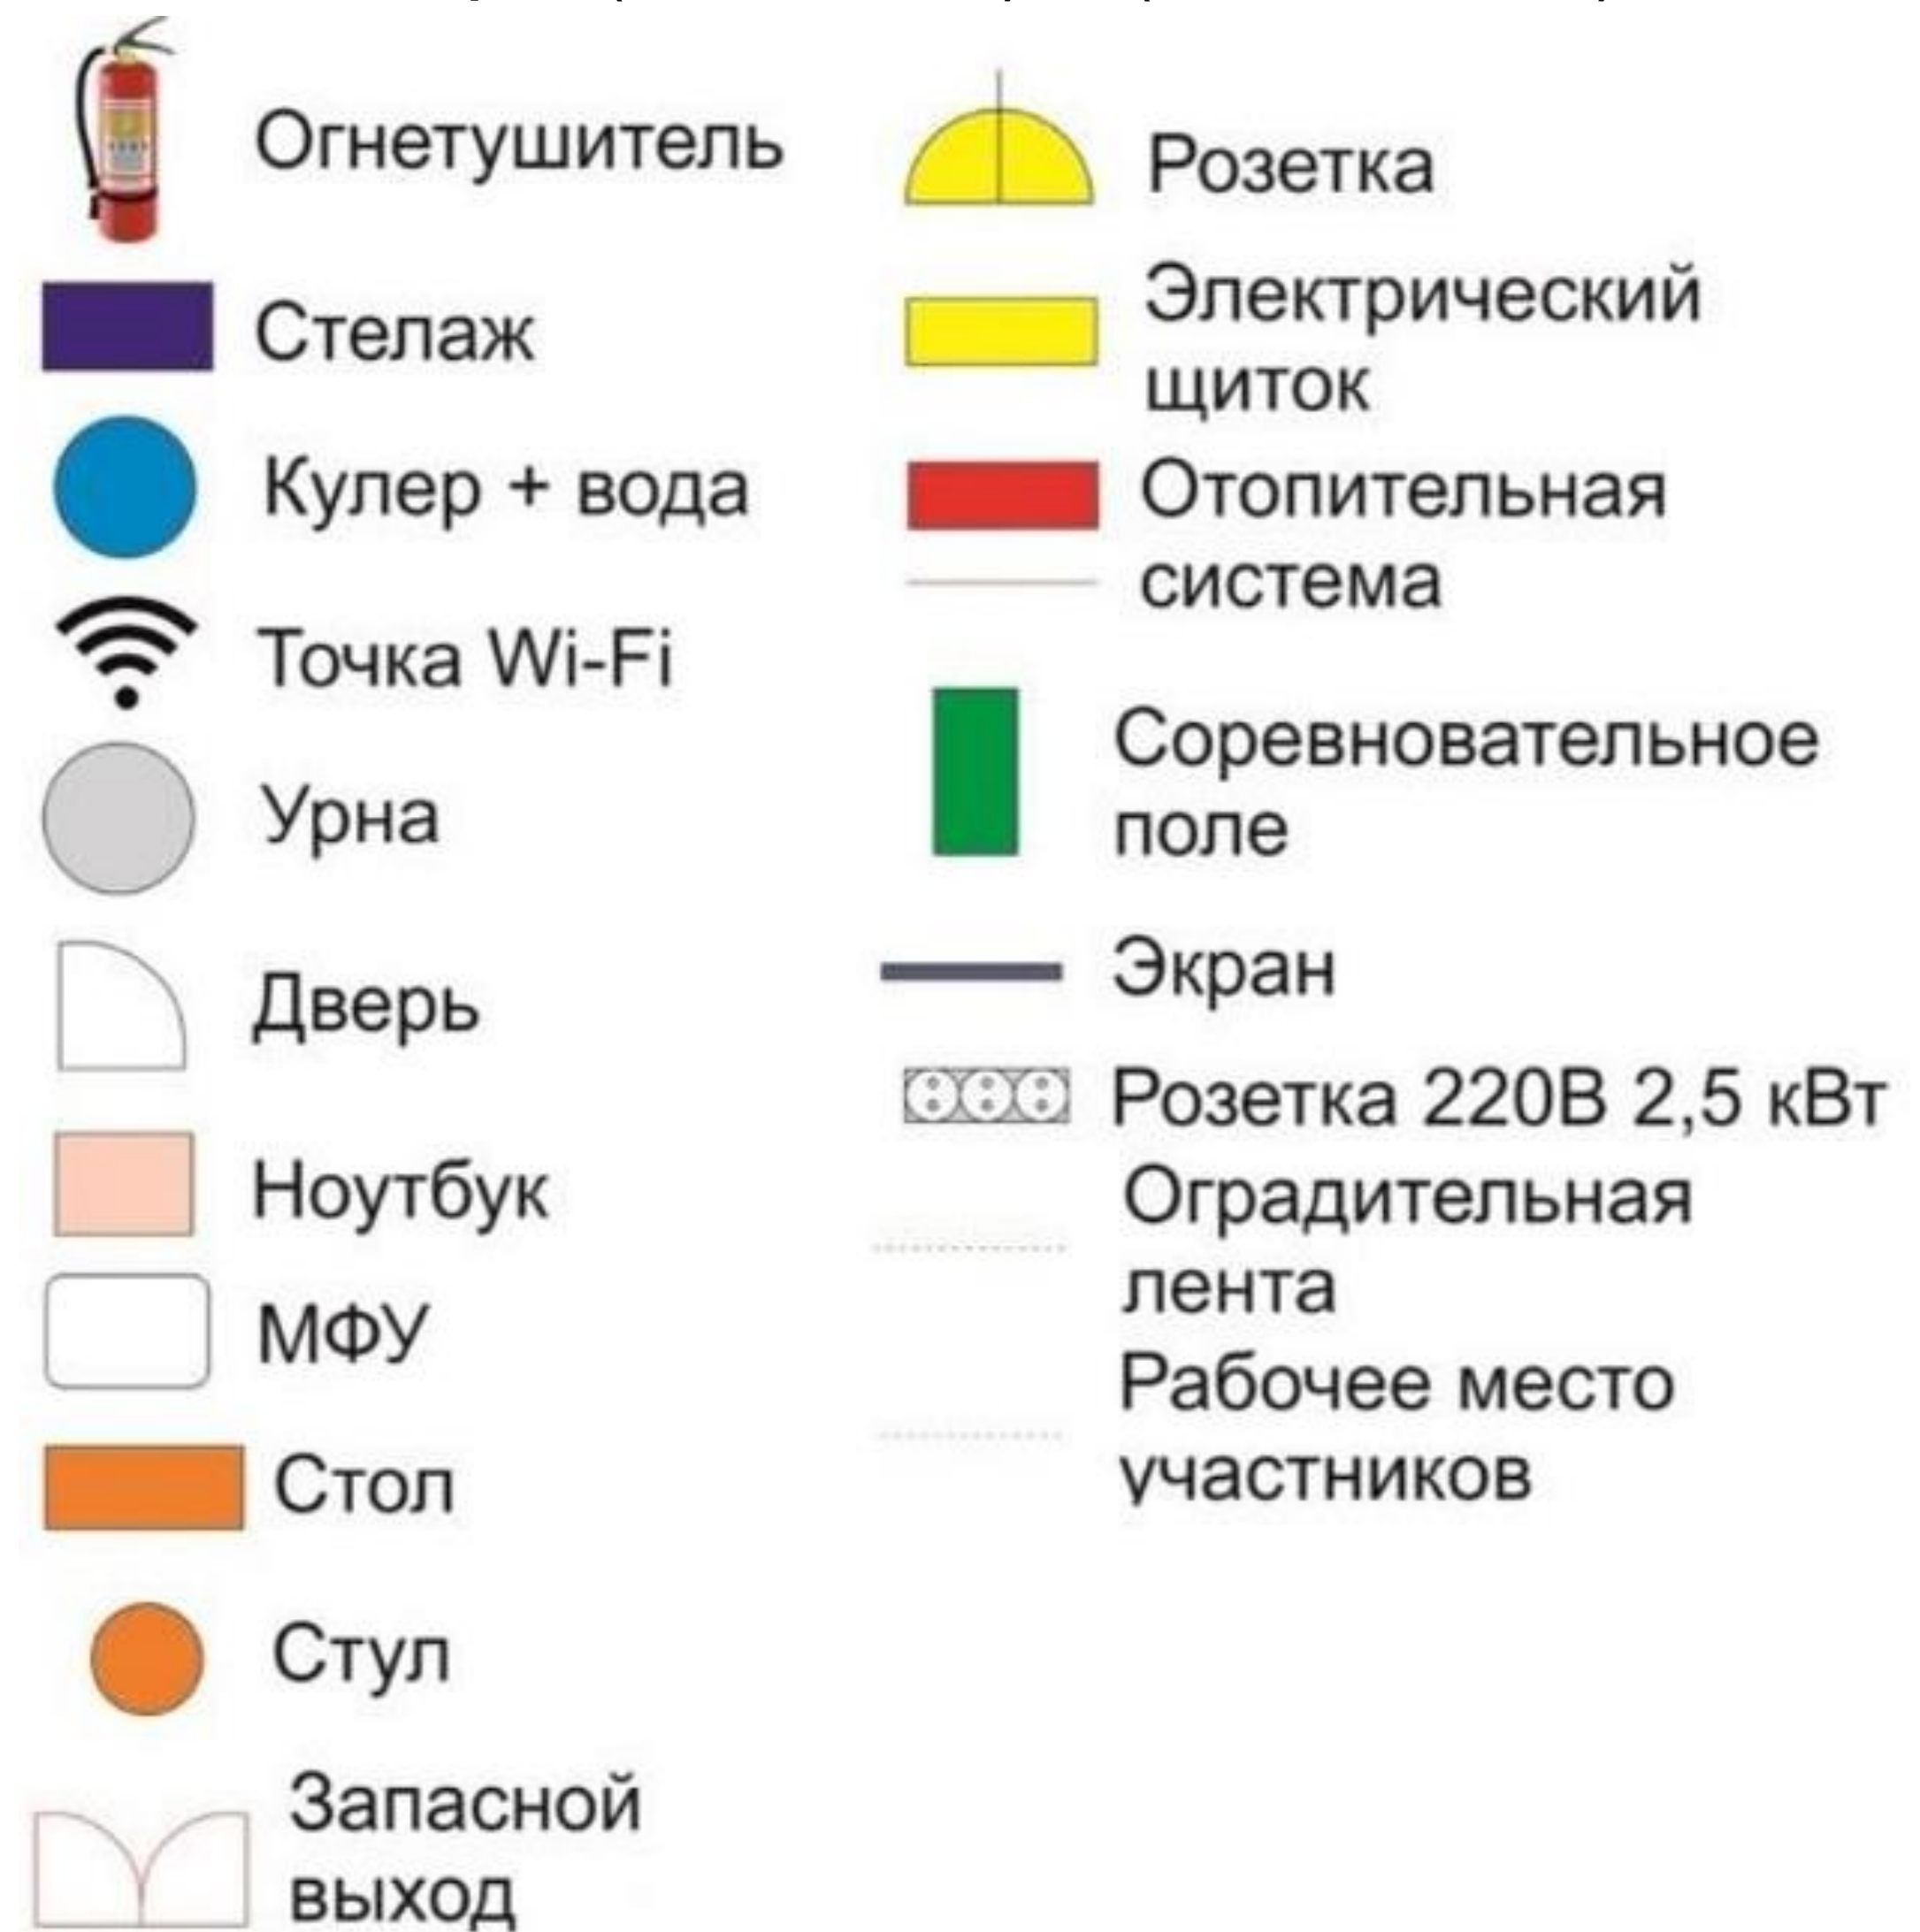 Огнетушитель
Стелаж
Кулер + вода
Точка Wi-Fi
Урна
Дверь
Ноутбук
МФУ
Стол
Стул
Запасной
выход
Розетка
Электрический
щиток
Отопительная
система
Соревновательное
поле
Экран
Розетка 220В 2,5 кВт
Оградительная
лента
Рабочее место
участников